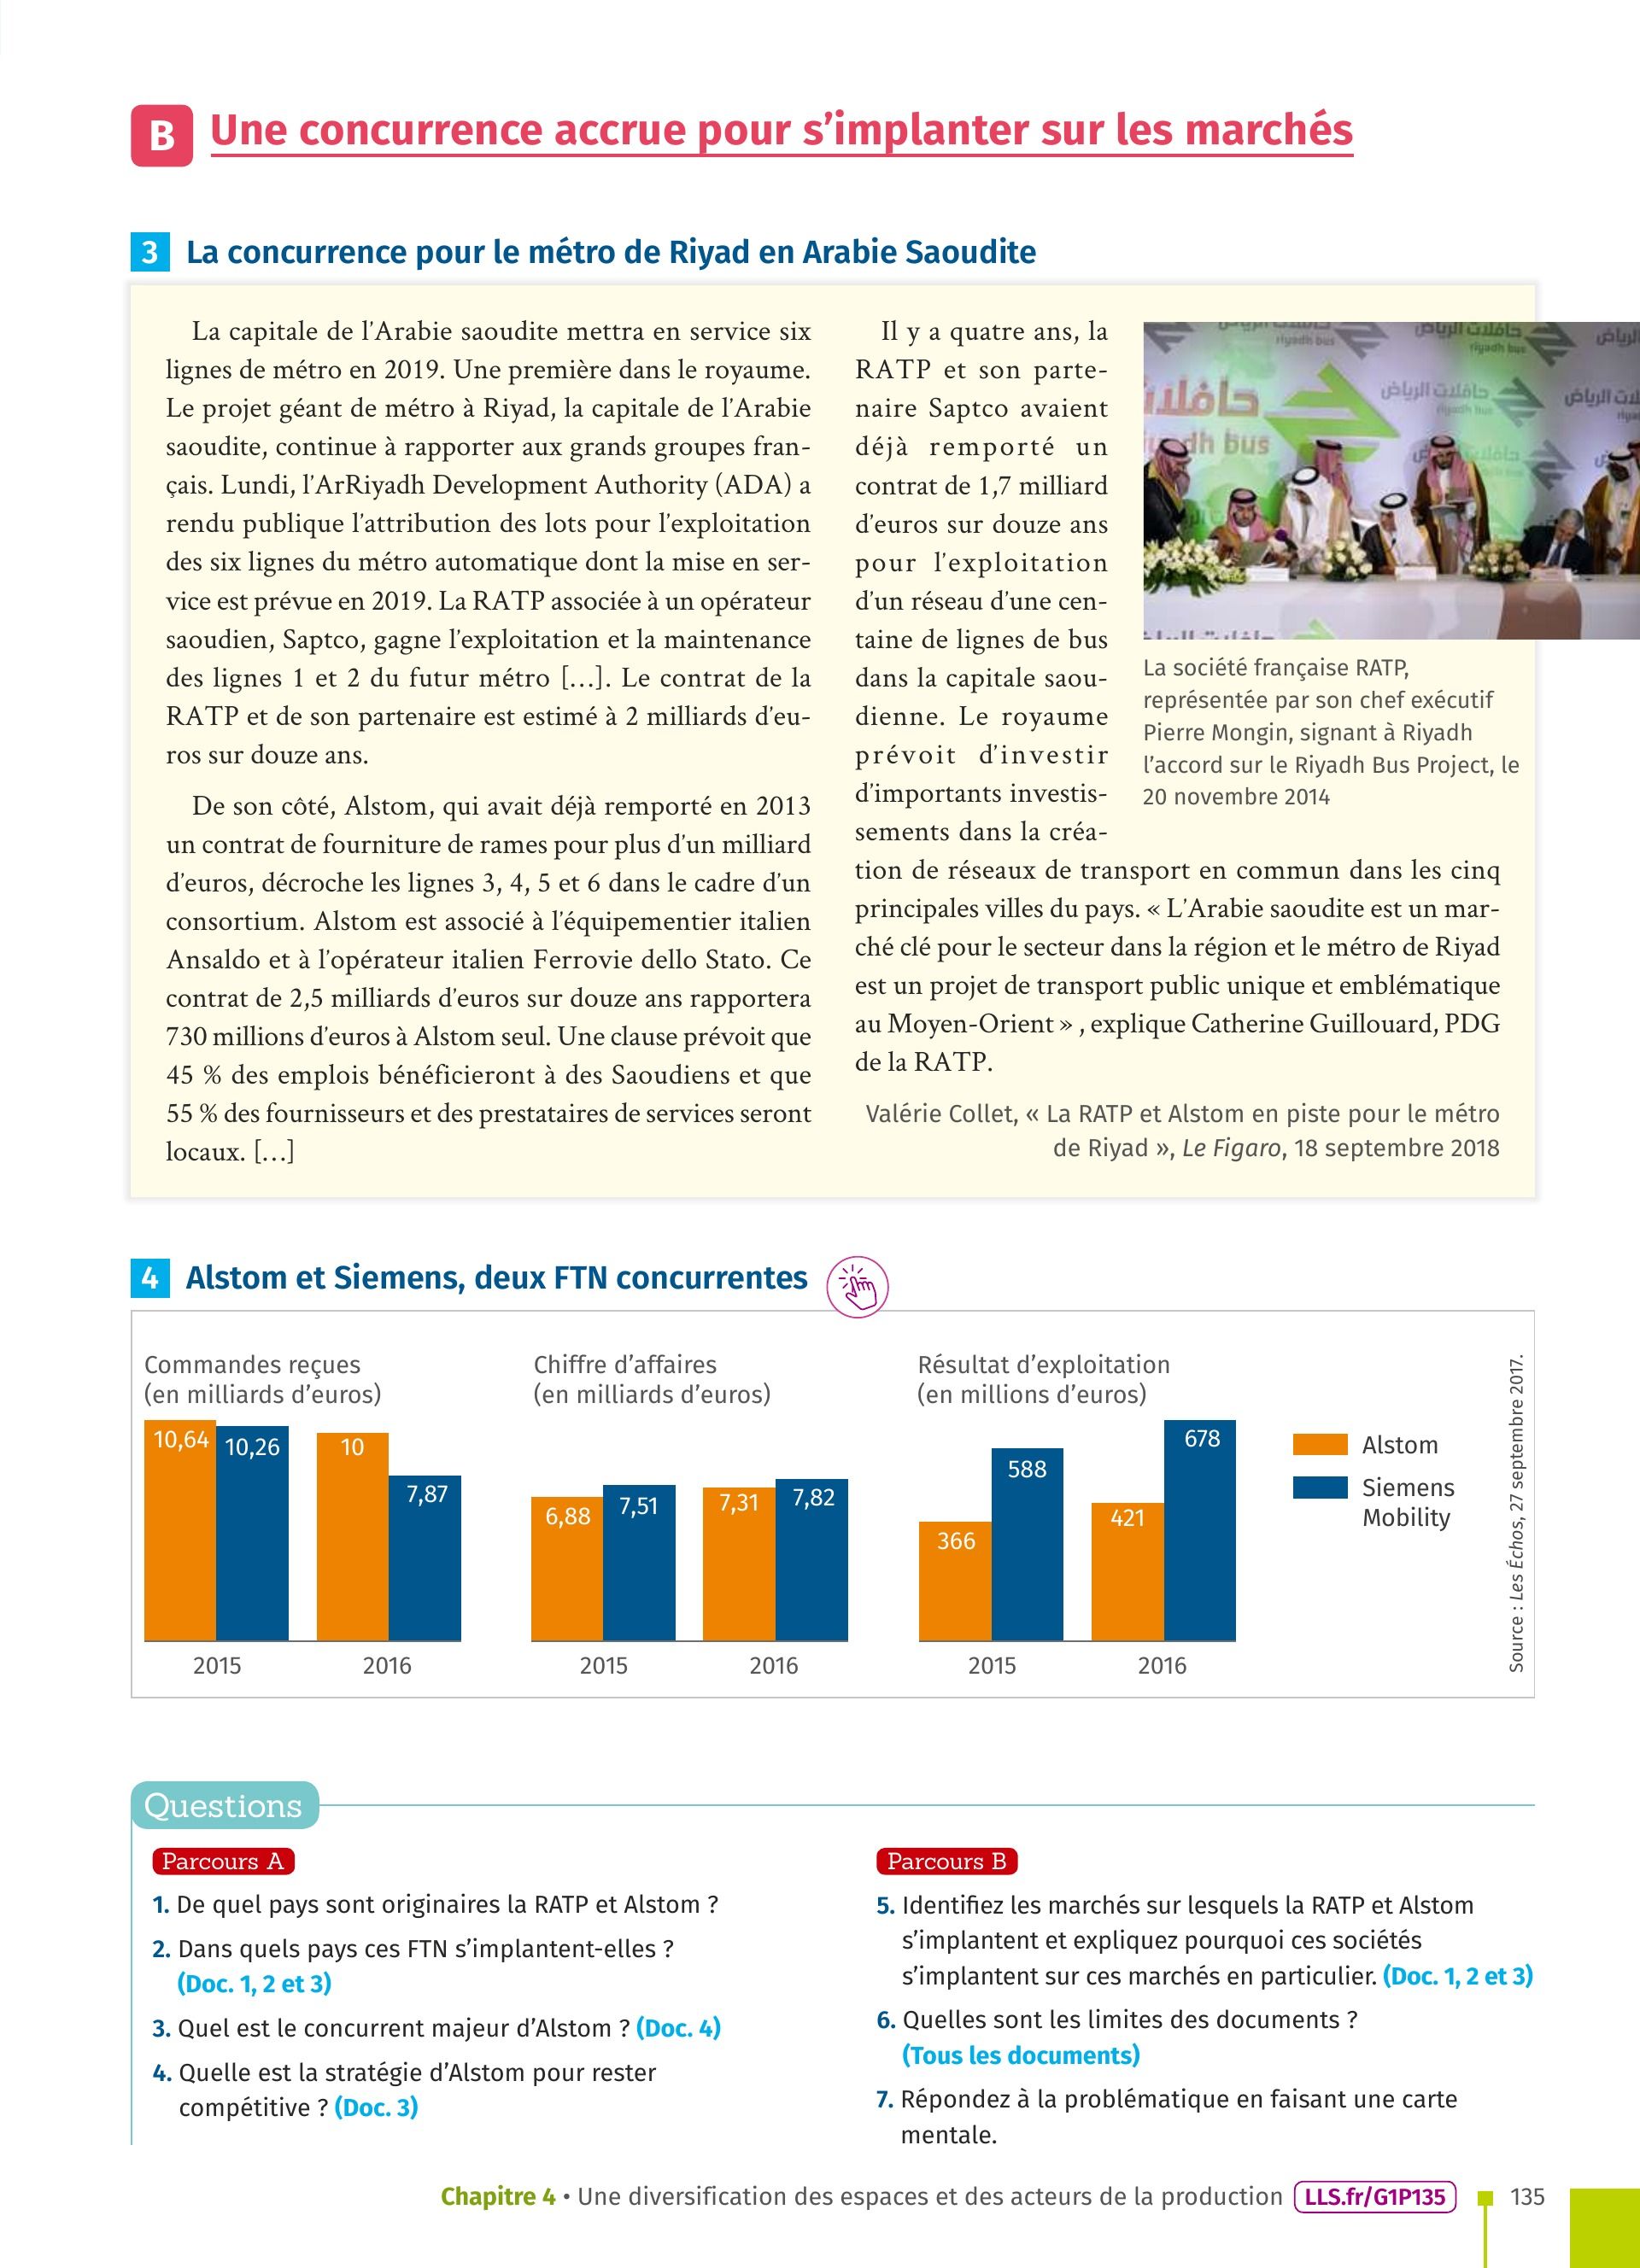 B Une concurrence accrue pour s’implanter sur les marchés
3 La concurrence pour le métro de Riyad en Arabie Saoudite
La capitale de l’Arabie saoudite mettra en service six
lignes de métro en 2019. Une première dans le royaume.
Le projet géant de métro à Riyad, la capitale de l’Arabie
saoudite, continue à rapporter aux grands groupes fran-
çais. Lundi, l’ArRiyadh Development Authority (ADA) a
rendu publique l’attribution des lots pour l’exploitation
des six lignes du métro automatique dont la mise en ser-
vice est prévue en 2019. La RATP associée à un opérateur
saoudien, Saptco, gagne l’exploitation et la maintenance
des lignes 1 et 2 du futur métro […]. Le contrat de la
RATP et de son partenaire est estimé à 2 milliards d’eu-
ros sur douze ans.
De son côté, Alstom, qui avait déjà remporté en 2013
un contrat de fourniture de rames pour plus d’un milliard
d’euros, décroche les lignes 3, 4, 5 et 6 dans le cadre d’un
consortium. Alstom est associé à l’équipementier italien
Ansaldo et à l’opérateur italien Ferrovie dello Stato. Ce
contrat de 2,5 milliards d’euros sur douze ans rapportera
730 millions d’euros à Alstom seul. Une clause prévoit que
45 % des emplois bénéficieront à des Saoudiens et que
55 % des fournisseurs et des prestataires de services seront
locaux. […]
Il y a quatre ans, la
RATP et son parte-
naire Saptco avaient
déjà remporté un
contrat de 1,7 milliard
d’euros sur douze ans
pour l’exploitation
d’un réseau d’une cen-
taine de lignes de bus
dans la capitale saou-
dienne. Le royaume
prévoit d’investir
d’importants investis-
sements dans la créa-
tion de réseaux de transport en commun dans les cinq
principales villes du pays. « L’Arabie saoudite est un mar-
ché clé pour le secteur dans la région et le métro de Riyad
est un projet de transport public unique et emblématique
au Moyen-Orient » , explique Catherine Guillouard, PDG
de la RATP.
حافلات الرياض
riyadh bus
حافلات الرياض
riyadh bus
La société française RATP,
représentée par son chef exécutif
Pierre Mongin, signant à Riyadh
l’accord sur le Riyadh Bus Project, le
20 novembre 2014
Valérie Collet, « La RATP et Alstom en piste pour le métro
de Riyad », Le Figaro, 18 septembre 2018
4 Alstom et Siemens, deux FTN concurrentes
Commandes reçues
(en milliards d’euros)
10,64 10,26 10 7,87
2015 2016
Chiffre d’affaires
(en milliards d’euros)
6,88 7,51 7,31 7,82
2015 2016
Résultat d’exploitation
(en millions d’euros)
366 588 421 678
2015 2016
Alstom
Siemens
Mobility
Source : Les Échos, 27 septembre 2017.
Questions
Parcours A
1. De quel pays sont originaires la RATP et Alstom ?
2. Dans quels pays ces FTN s’implantent-elles ?
(Doc. 1, 2 et 3)
3. Quel est le concurrent majeur d’Alstom ? (Doc. 4)
4. Quelle est la stratégie d’Alstom pour rester
compétitive ? (Doc. 3)
Parcours B
5. Identifiez les marchés sur lesquels la RATP et Alstom
s’implantent et expliquez pourquoi ces sociétés
s’implantent sur ces marchés en particulier. (Doc. 1, 2 et 3)
6. Quelles sont les limites des documents ?
(Tous les documents)
7. Répondez à la problématique en faisant une carte
mentale.
Chapitre 4 • Une diversification des espaces et des acteurs de la production LLS.fr/G1P135 135